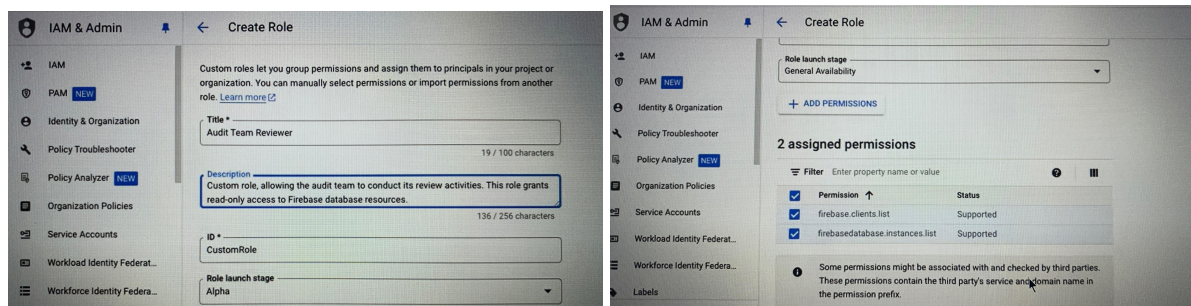 IAM & Admin
Create Role
IAM
PAM NEW
Identity & Organization
Policy Troubleshooter
Policy Analyzer NEW
Organization Policies
Service Accounts
Workload Identity Federat...
Workforce Identity Federa...
Custom roles let you group permissions and assign them to principals in your project or
organization. You can manually select permissions or import permissions from another
role. Learn more
Title *
Audit Team Reviewer
19 / 100 characters
Description
Custom role, allowing the audit team to conduct its review activities. This role grants
read-only access to Firebase database resources.
136 / 256 characters
ID *
CustomRole
Role launch stage
Alpha
IAM & Admin
Create Role
IAM
PAM NEW
Identity & Organization
Policy Troubleshooter
Policy Analyzer NEW
Organization Policies
Service Accounts
Workload Identity Federat...
Workforce Identity Federa...
Labels
Role launch stage
General Availability
+ ADD PERMISSIONS
2 assigned permissions
Filter Enter property name or value
Permission ↑ Status
firebase.clients.list Supported
firebasedatabase.instances.list Supported
Some permissions might be associated with and checked by third parties.
These permissions contain the third party's service and domain name in
the permission prefix.